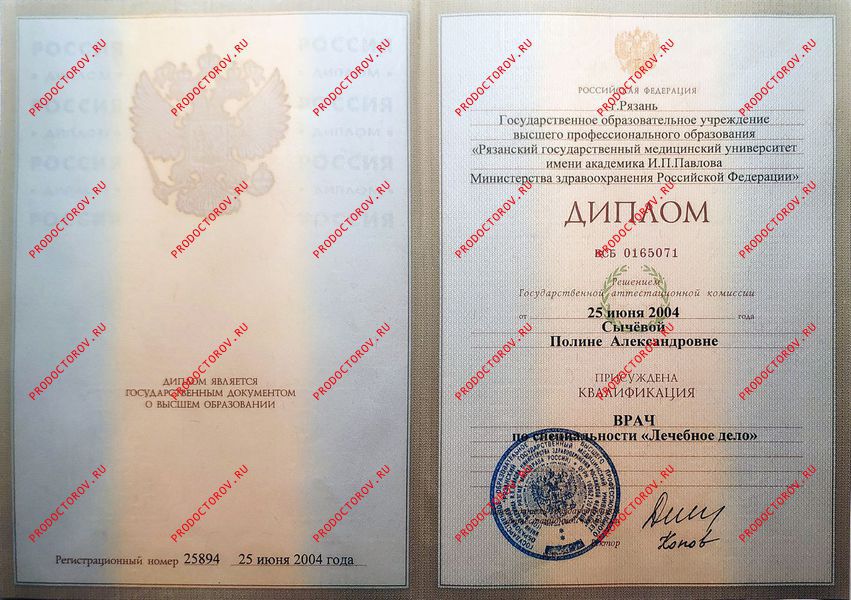 ДИПЛОМ ЯВЛЯЕТСЯ
ГОСУДАРСТВЕННЫМ ДОКУМЕНТОМ
О ВЫСШЕМ ОБРАЗОВАНИИ
Регистрационный номер 25894 25 июня 2004 года
РОССИЙСКАЯ ФЕДЕРАЦИЯ
г.Рязань
Государственное образовательное учреждение
высшего профессионального образования
«Рязанский государственный медицинский университет
имени академика И.П.Павлова
Министерства здравоохранения Российской Федерации»
ДИПЛОМ
ВСБ 0165071
Решением
Государственной аттестационной комиссии
от 25 июня 2004 года
Сычёвой
Полине Александровне
ПРИСУЖДЕНА
КВАЛИФИКАЦИЯ
ВРАЧ
по специальности «Лечебное дело»
Ректор
PRODOCTOROV.RU